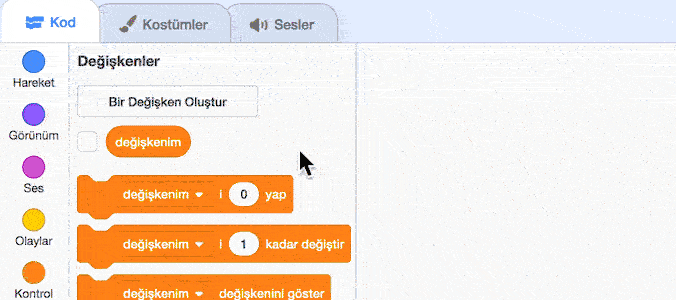 Kod Kostümler Sesler
Değişkenler
Hareket
Bir Değişken Oluştur
Görünüm
değişkenim
Ses
değişkenim i 0 yap
Olaylar
değişkenim i 1 kadar değiştir
Kontrol
değişkenim değişkenini göster